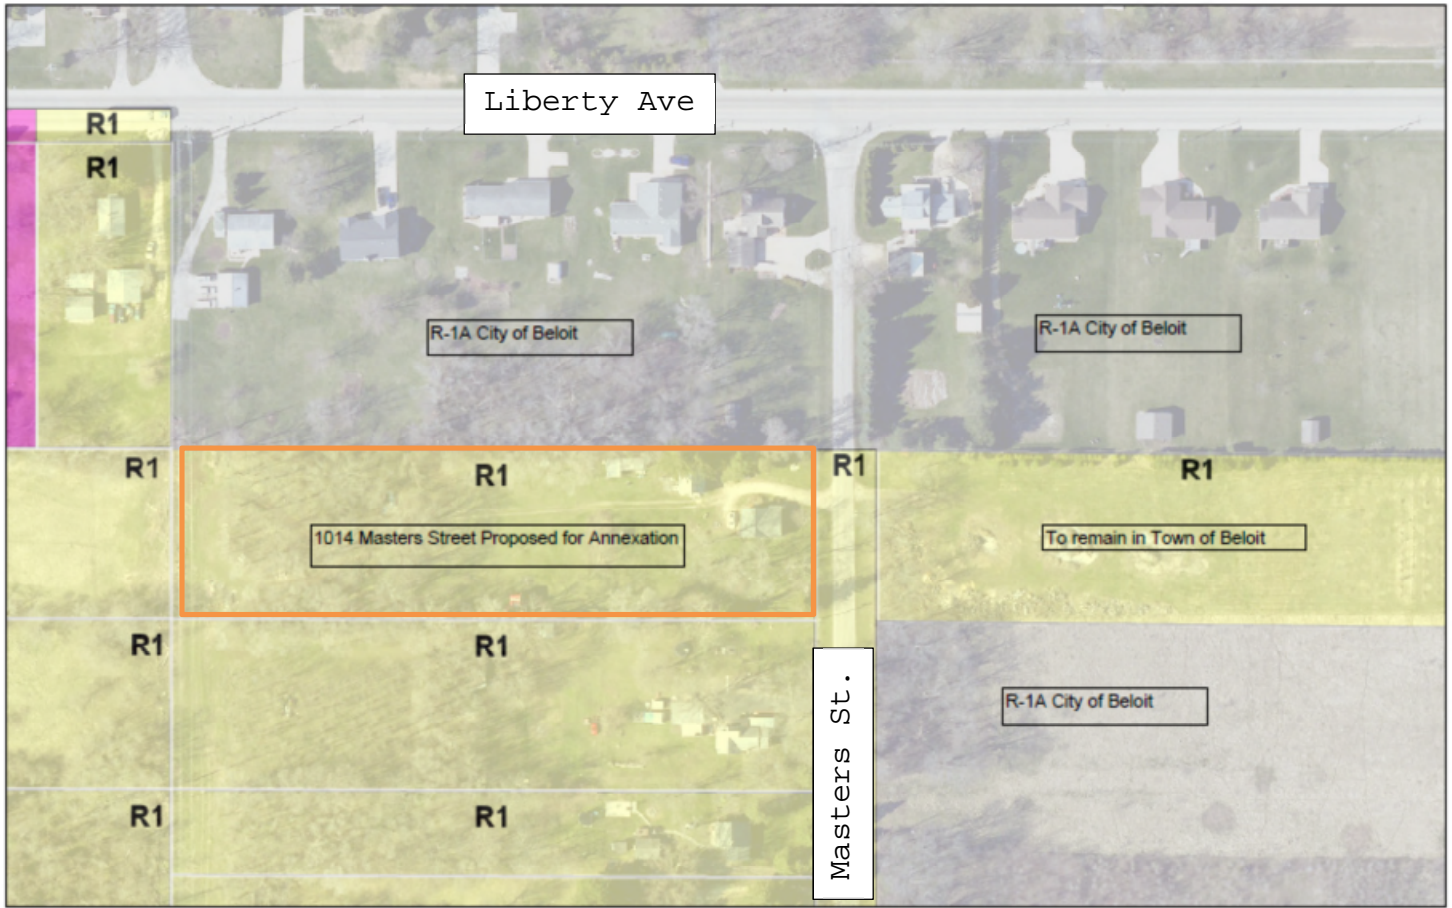 Liberty Ave
R1
R1
R-1A City of Beloit
R-1A City of Beloit
R1
R1
R1
R1
1014 Masters Street Proposed for Annexation
To remain in Town of Beloit
R1
R1
Masters St.
R-1A City of Beloit
R1
R1